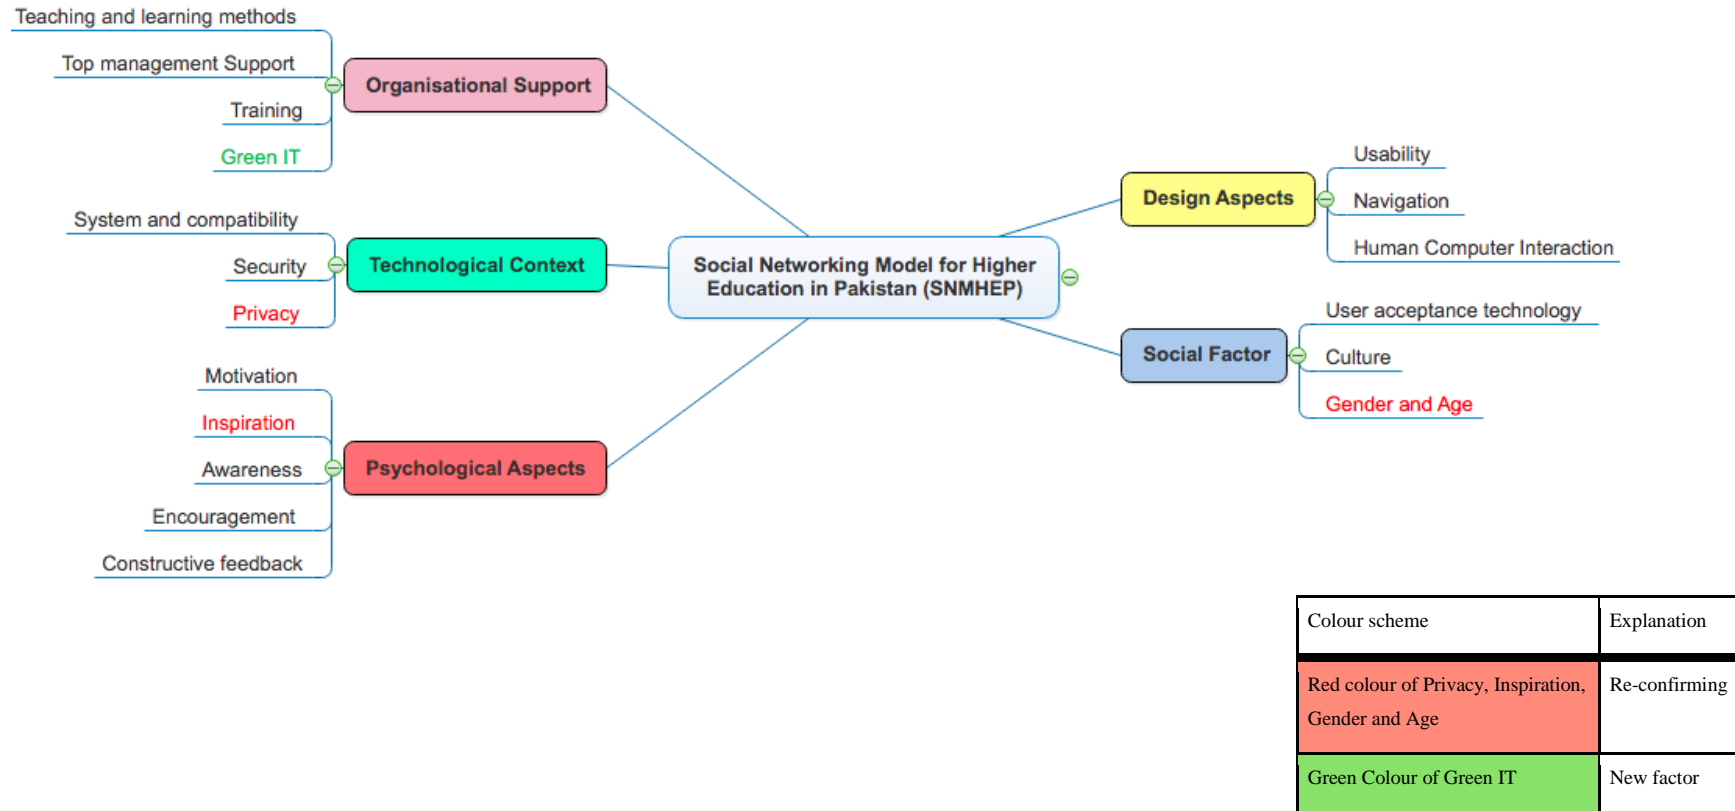 Teaching and learning methods
Top management Support
Training
Green IT
Organisational Support
System and compatibility
Security
Privacy
Technological Context
Motivation
Inspiration
Awareness
Encouragement
Constructive feedback
Psychological Aspects
Social Networking Model for Higher
Education in Pakistan (SNMHEP)
Design Aspects
Usability
Navigation
Human Computer Interaction
Social Factor
User acceptance technology
Culture
Gender and Age
Colour scheme Explanation
Red colour of Privacy, Inspiration, Re-confirming
Gender and Age
Green Colour of Green IT New factor